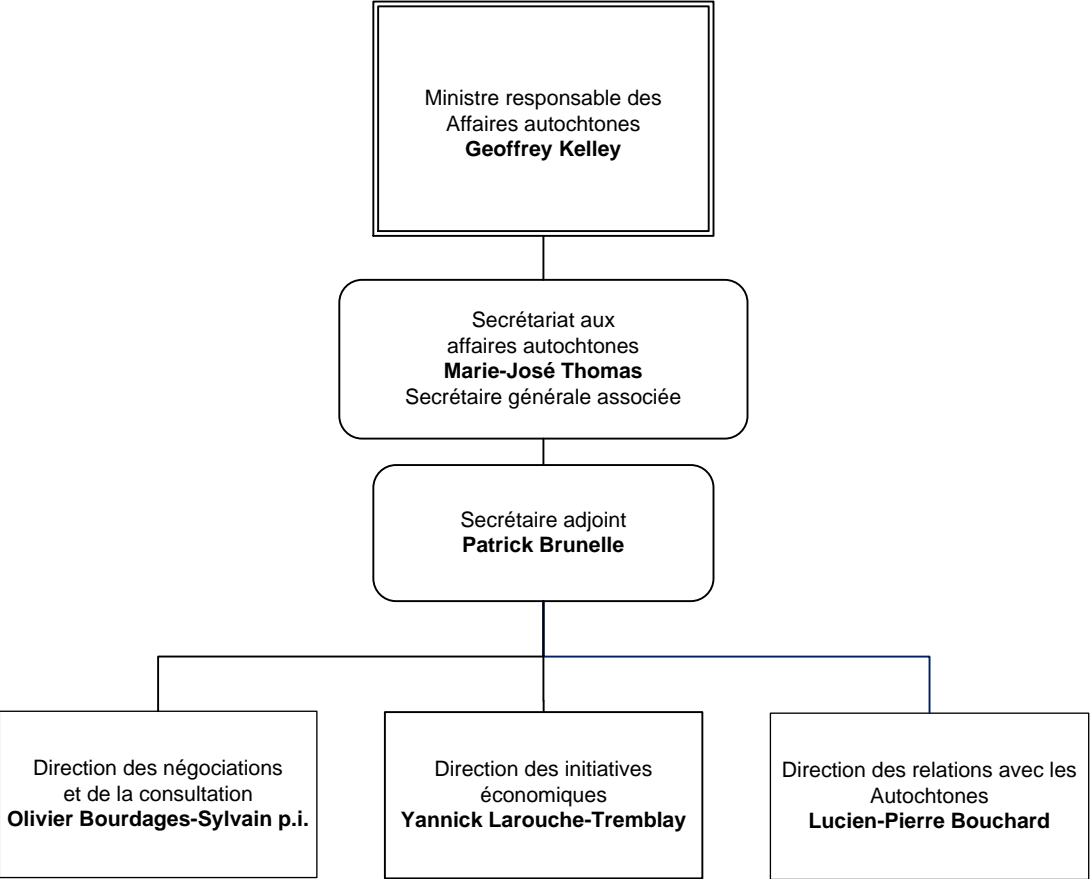 Ministre responsable des
Affaires autochtones
Geoffrey Kelley
Secrétariat aux
affaires autochtones
Marie-José Thomas
Secrétaire générale associée
Secrétaire adjoint
Patrick Brunelle
Direction des négociations
et de la consultation
Olivier Bourdages-Sylvain p.i.
Direction des initiatives
économiques
Yannick Larouche-Tremblay
Direction des relations avec les
Autochtones
Lucien-Pierre Bouchard